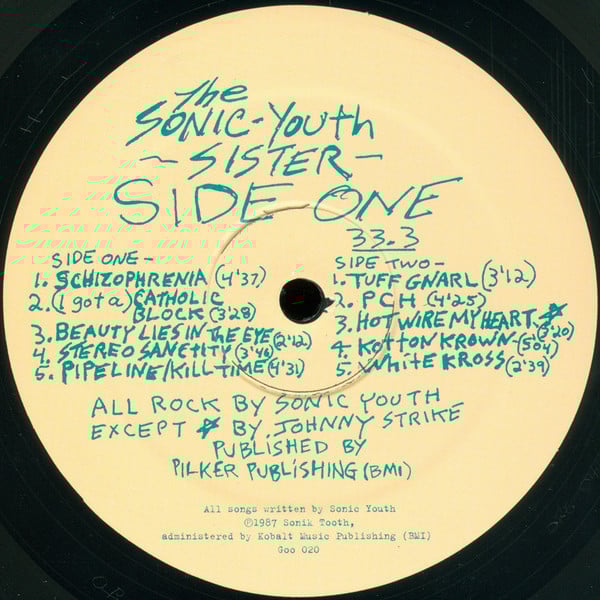 the
SONIC-Youth
~ SISTER –
SIDE ONE
33.3
SIDE ONE –
1. SCHIZOPHRENIA (4'37)
2. (I got a) CATHOLIC
BLOCK (3'28)
3. BEAUTY LIES IN THE EYE (2'12)
4. STEREO SANCTITY (3'46)
5. PIPELINE/KILL TIME (4'31)
SIDE TWO –
1. TUFF GNARL (3'12)
2. PCH (4'25)
3. HOT WIRE MY HEART * (3'20)
4. KOTTON KROWN (504)
5. WHITE KROSS (2'39)
ALL ROCK BY SONIC YOUTH
EXCEPT * BY JOHNNY STRIKE
PUBLISHED BY
PILKER PUBLISHING (BMI)
All songs written by Sonic Youth
℗1987 Sonik Tooth,
administered by Kobalt Music Publishing (BMI)
Goo 020